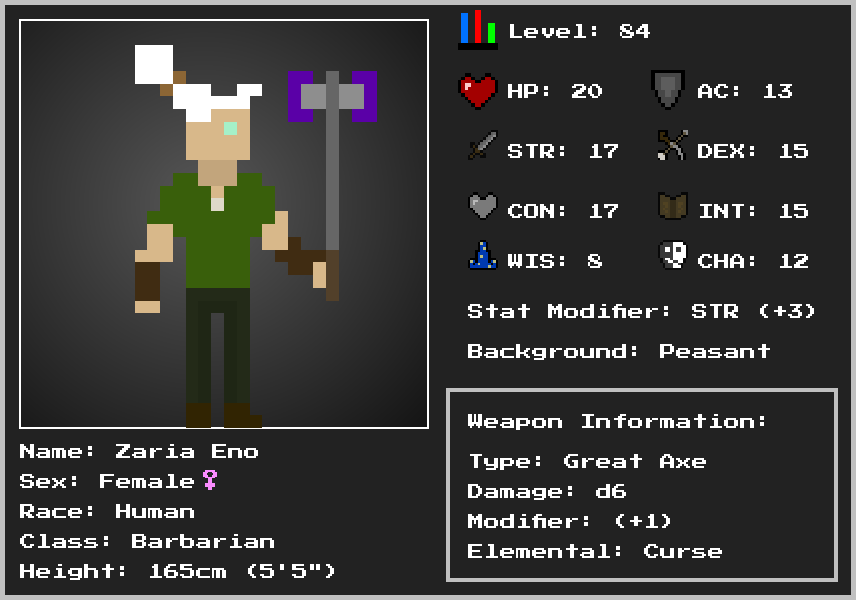 Level: 84
HP: 20
AC: 13
STR: 17
DEX: 15
CON: 17
INT: 15
WIS: 8
CHA: 12
Stat Modifier: STR (+3)
Background: Peasant
Name: Zaria Eno
Sex: Female♀
Race: Human
Class: Barbarian
Height: 165cm (5'5")
Weapon Information:
Type: Great Axe
Damage: d6
Modifier: (+1)
Elemental: Curse